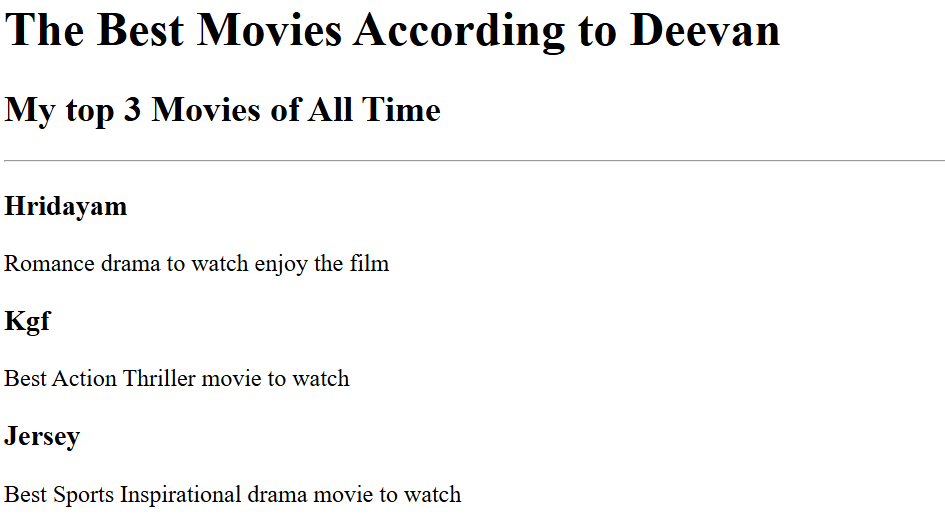 The Best Movies According to Deevan
My top 3 Movies of All Time
Hridayam
Romance drama to watch enjoy the film
Kgf
Best Action Thriller movie to watch
Jersey
Best Sports Inspirational drama movie to watch